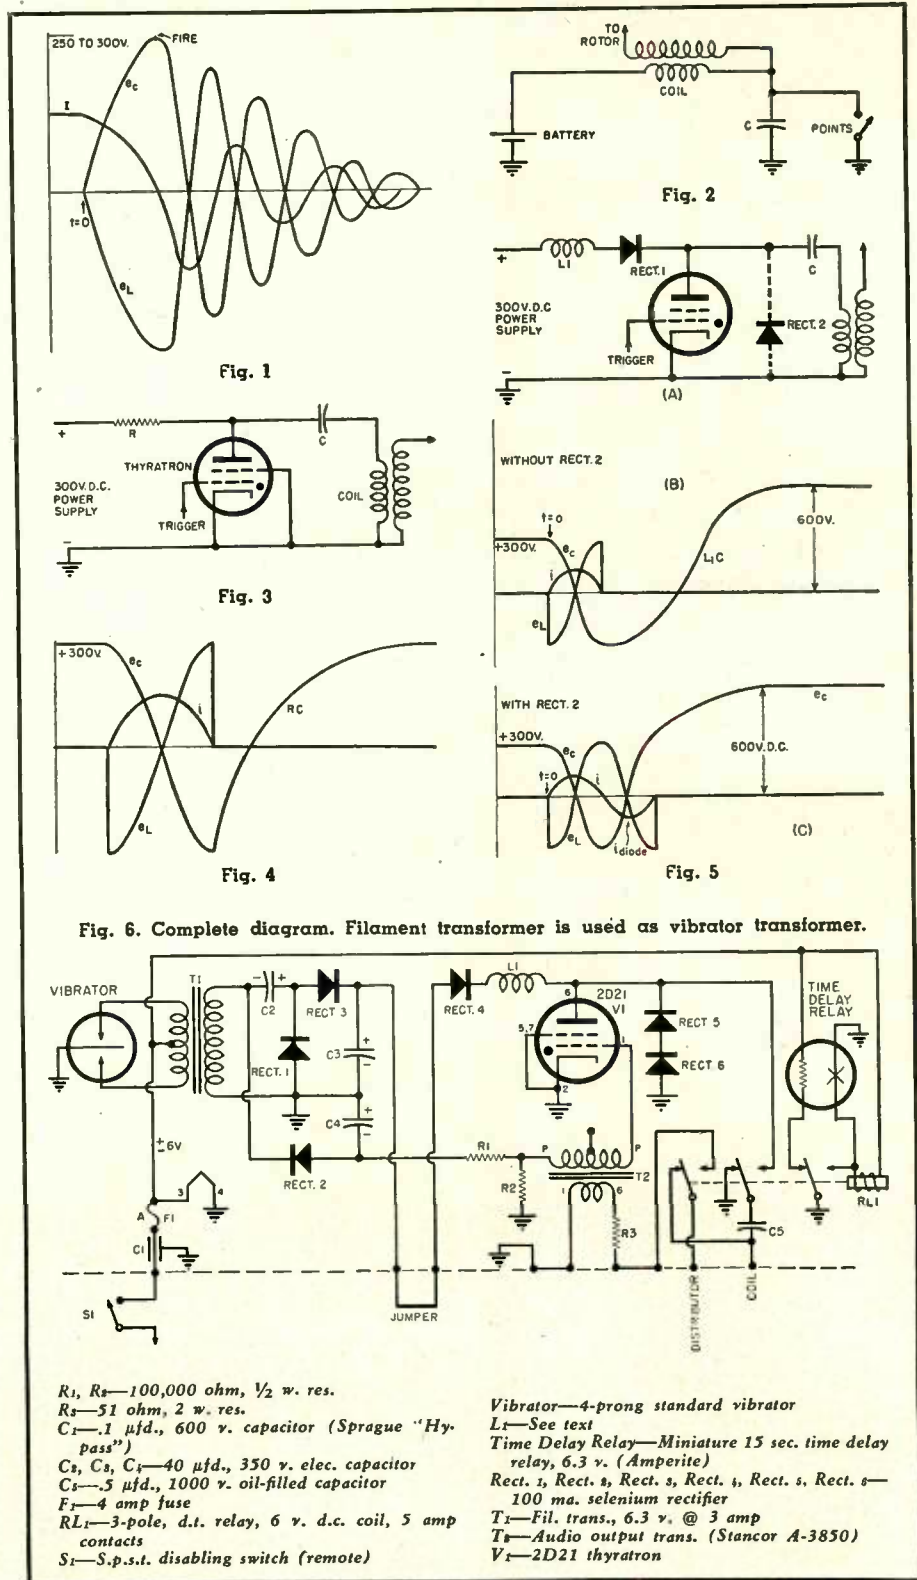 250 TO 300V.
FIRE
ec
I
t=0
eL
Fig. 1
TO
ROTOR
COIL
BATTERY
C
POINTS
Fig. 2
+
R
C
THYRATRON
300V.D.C.
POWER
SUPPLY
TRIGGER
COIL
-
Fig. 3
+
L1
RECT.1
C
300V.D.C
POWER
SUPPLY
TRIGGER
RECT. 2
-
(A)
WITHOUT RECT. 2
(B)
t=0
+300V.
ec
i
L1C
600V.
eL
WITH RECT. 2
ec
+300V.
ec
t=0
i
600V.D.C.
eL
i diode
(C)
Fig. 5
+300V.
ec
i
RC
eL
Fig. 4
Fig. 6. Complete diagram. Filament transformer is used as vibrator transformer.
VIBRATOR
T1
- +
C2
RECT 3
RECT. 1
C3
+
-
C4
+
-
RECT. 2
RECT. 4
L1
6
2D21
V1
5,7
1
2
RECT 5
RECT 6
TIME
DELAY
RELAY
+
- 6V
3
4
A
F1
C1
S1
R1
R2
P
P
T2
1
6
R3
C5
RL1
JUMPER
DISTRIBUTOR
COIL
R1, R2—100,000 ohm, 1/2 w. res.
R3—51 ohm, 2 w. res.
C1—.1 µfd., 600 v. capacitor (Sprague "Hy-
pass")
C2, C3, C4—40 µfd., 350 v. elec. capacitor
C5—.5 µfd., 1000 v. oil-filled capacitor
F1—4 amp fuse
RL1—3-pole, d.t. relay, 6 v. d.c. coil, 5 amp
contacts
S1—S.p.s.t. disabling switch (remote)
Vibrator—4-prong standard vibrator
L1—See text
Time Delay Relay—Miniature 15 sec. time delay
relay, 6.3 v. (Amperite)
Rect. 1, Rect. 2, Rect. 3, Rect. 4, Rect. 5, Rect. 6—
100 ma. selenium rectifier
T1—Fil. trans., 6.3 v. @ 3 amp
T2—Audio output trans. (Stancor A-3850)
V1—2D21 thyratron